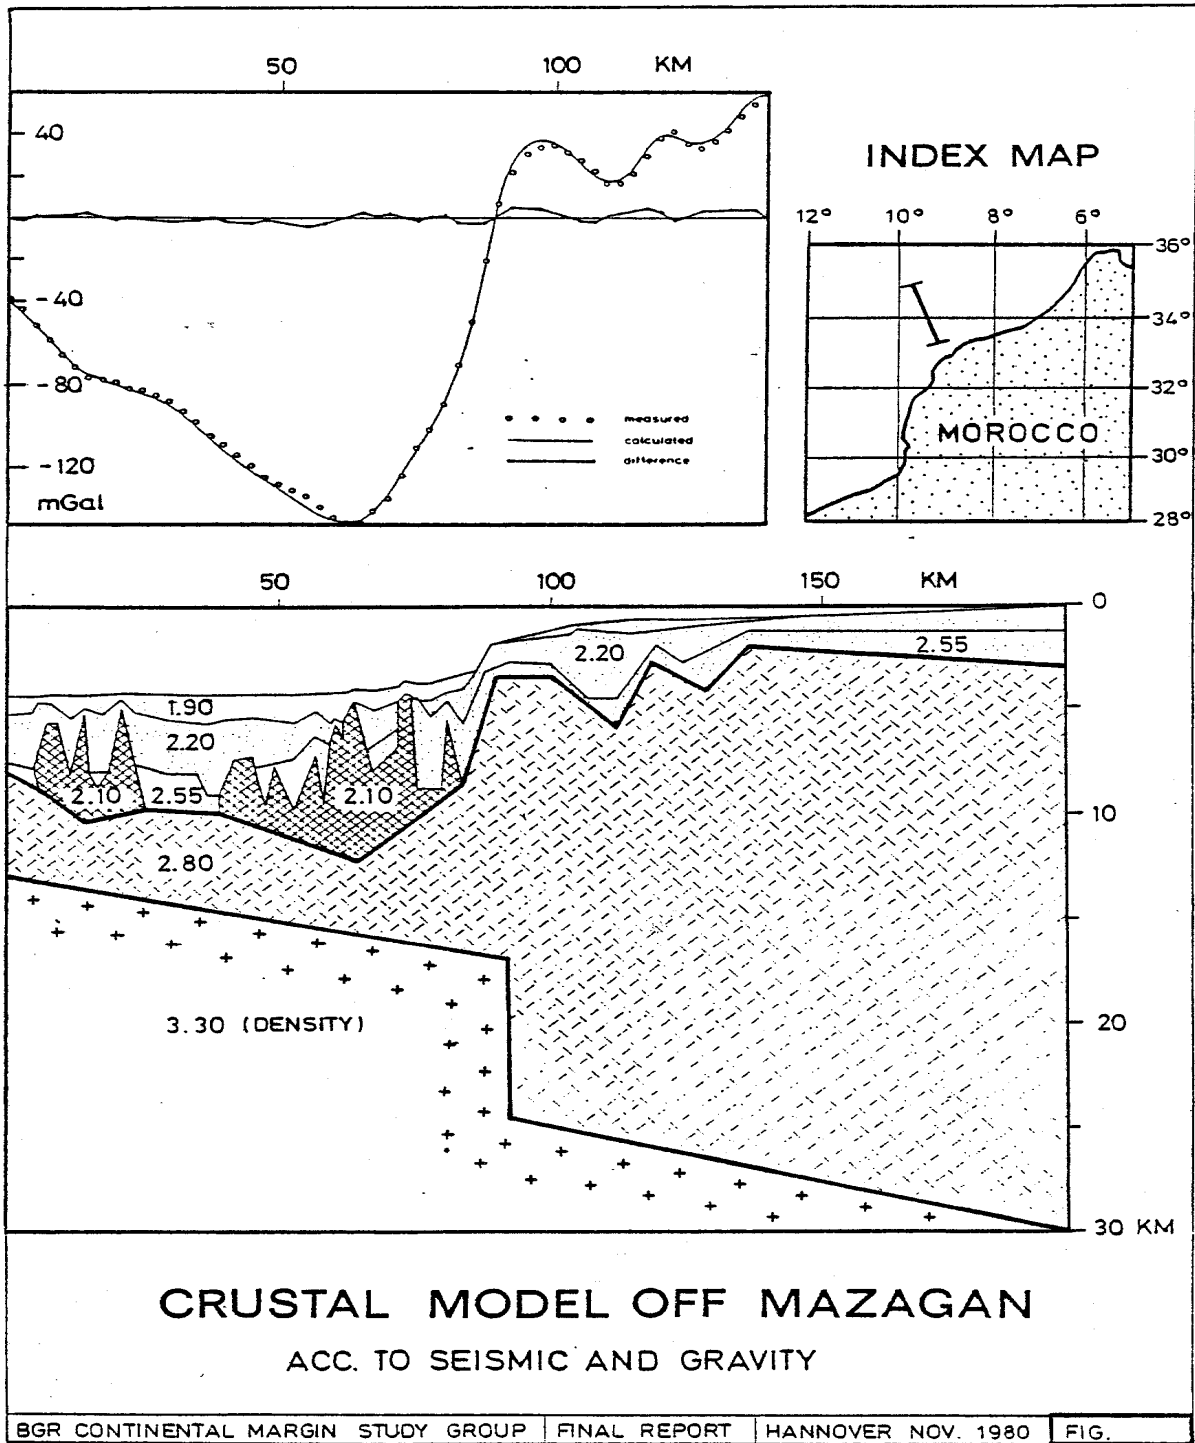 50 100 KM
40
-40
-80
-120
mGal
measured
calculated
difference
INDEX MAP
12° 10° 8° 6°
36°
34°
32°
MOROCCO
30°
28°
50 100 150 KM
0
2.20 2.55
1.90
2.20
2.10 2.55 2.10
10
2.80
3.30 (DENSITY)
20
30 KM
CRUSTAL MODEL OFF MAZAGAN
ACC. TO SEISMIC AND GRAVITY
BGR CONTINENTAL MARGIN STUDY GROUP FINAL REPORT HANNOVER NOV. 1980 FIG.